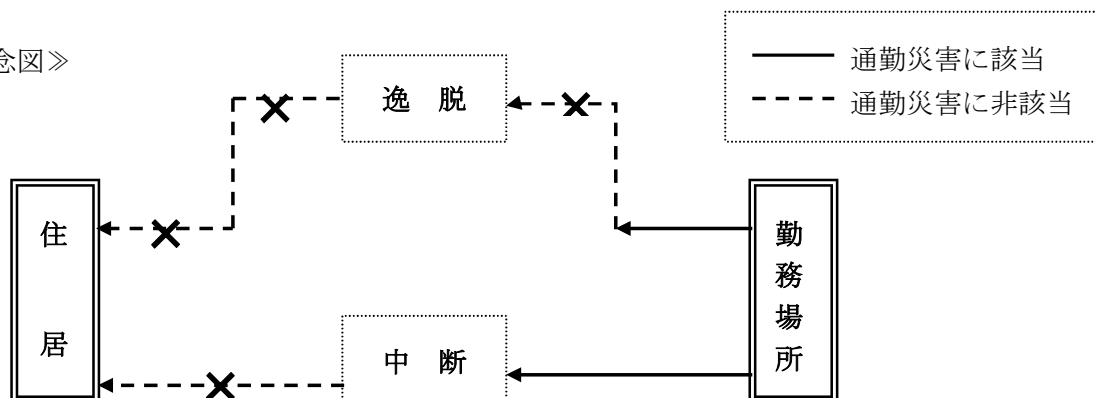 念図≫
通勤災害に該当
通勤災害に非該当
逸 脱
住居
勤務場所
中 断